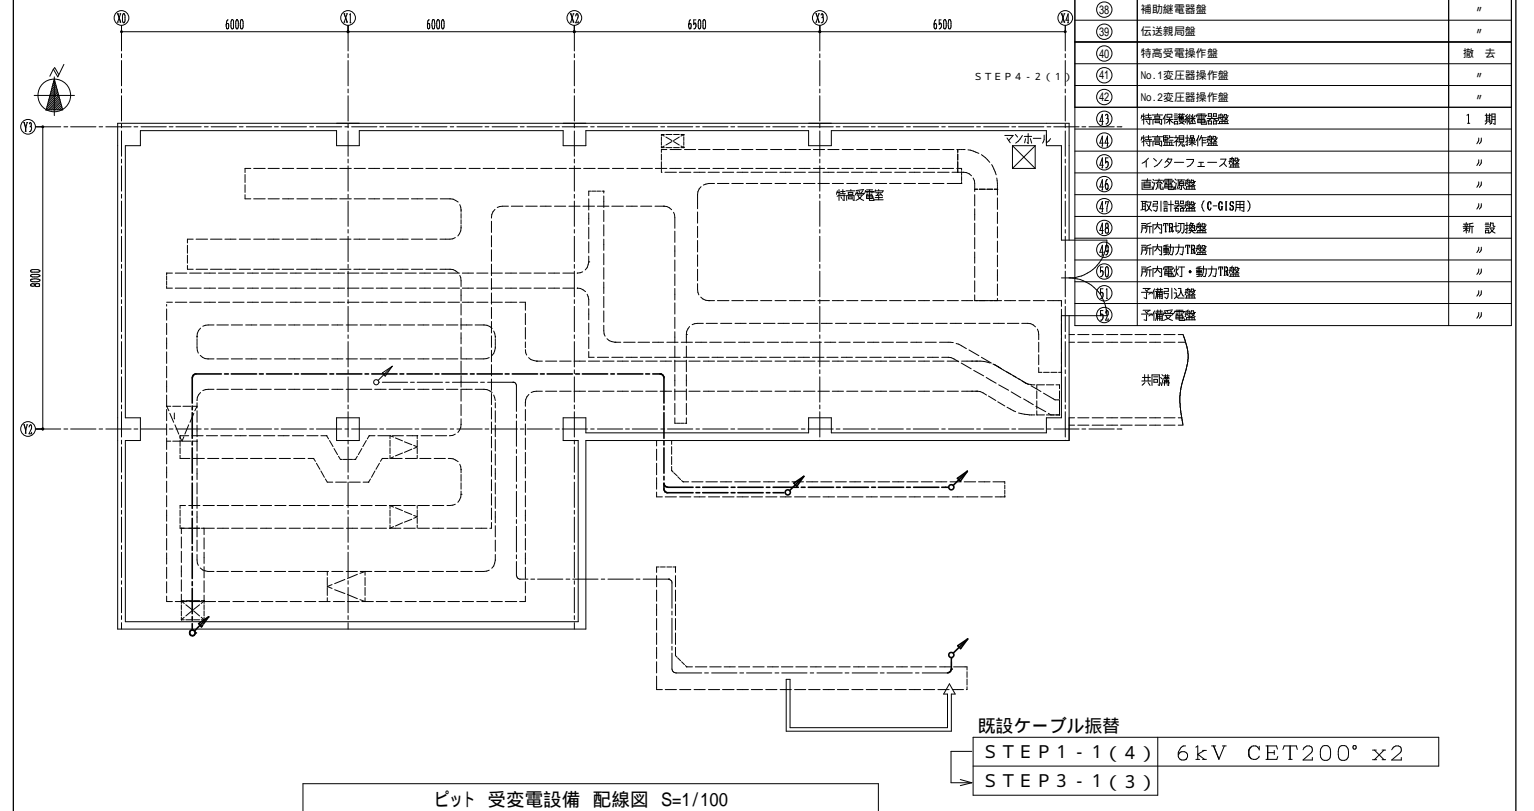 X0 6000 X1 6000 X2 6500 X3 6500 X4
N
STEP4-2(1)
Y3
マンホール
特高受電室
8000
Y2
共同溝
38 補助継電器盤 〃
39 伝送親局盤 〃
40 特高受電操作盤 撤 去
41 No.1変圧器操作盤 〃
42 No.2変圧器操作盤 〃
43 特高保護継電器盤 1 期
44 特高監視操作盤 〃
45 インターフェース盤 〃
46 直流電源盤 〃
47 取引計器盤(C-GIS用) 〃
48 所内TR切換盤 新 設
49 所内動力TR盤 〃
50 所内電灯・動力TR盤 〃
51 予備引込盤 〃
52 予備受電盤 〃
既設ケーブル振替
STEP1-1(4) 6kV CET200° x2
STEP3-1(3)
ピット 受変電設備 配線図 S=1/100